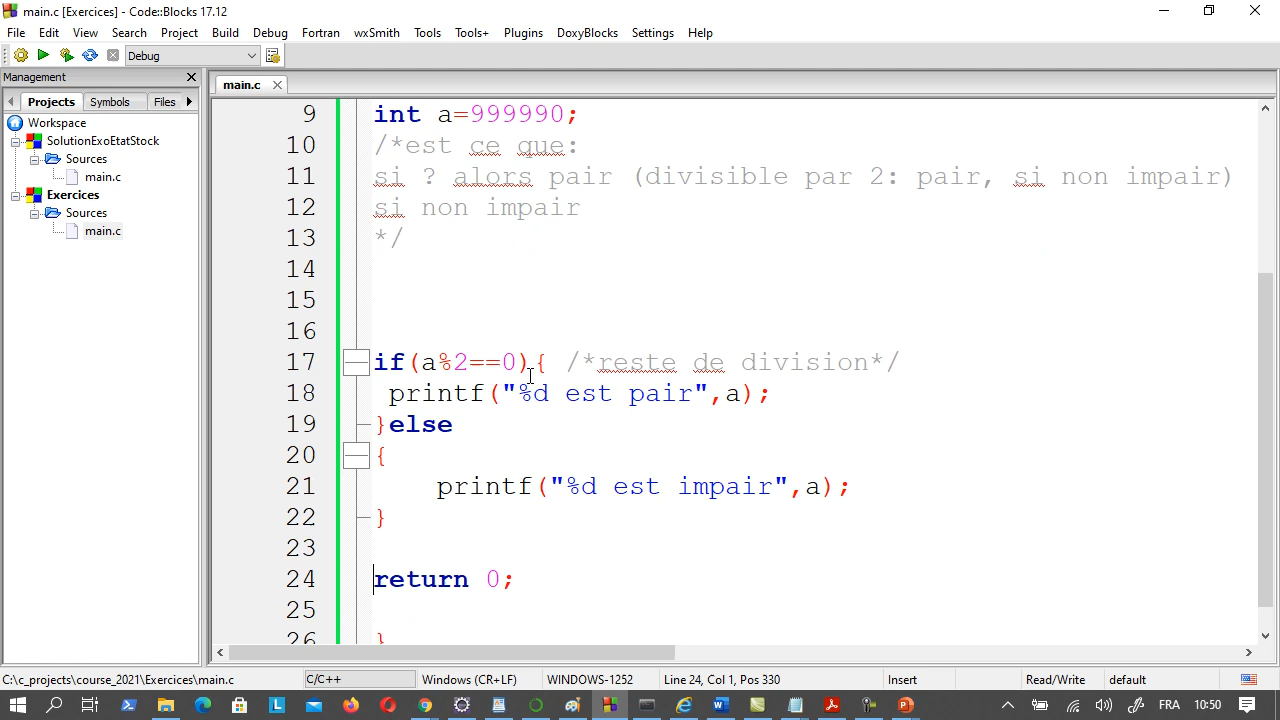 main.c [Exercices] - Code::Blocks 17.12
File Edit View Search Project Build Debug Fortran wxSmith Tools Tools+ Plugins DoxyBlocks Settings Help
Debug
Management
Projects Symbols Files
Workspace
SolutionExoEtatStock
Sources
main.c
Exercices
Sources
main.c
main.c
9 int a=999990;
10 /*est ce que:
11 si ? alors pair (divisible par 2: pair, si non impair)
12 si non impair
13 */
14
15
16
17 if(a%2==0){ /*reste de division*/
18 printf("%d est pair",a);
19 }else
20 {
21 printf("%d est impair",a);
22 }
23
24 return 0;
25
26 }
C:\c_projects\course_2021\Exercices\main.c C/C++ Windows (CR+LF) WINDOWS-1252 Line 24, Col 1, Pos 330 Insert Read/Write default
FRA 10:50